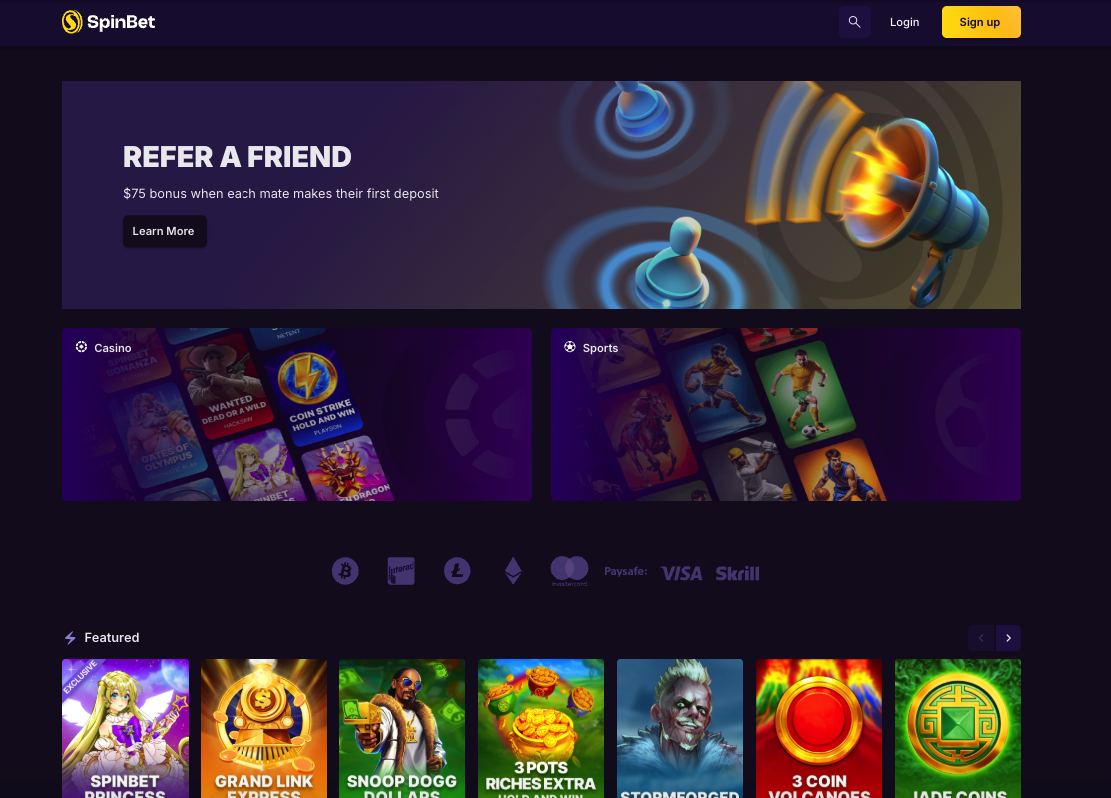 SpinBet
Login
Sign up
REFER A FRIEND
$75 bonus when each mate makes their first deposit
Learn More
Casino
NETENT
SPINBET
BONANZA
WANTED
DEAD OR A WILD
HACKSAW
COIN STRIKE
HOLD AND WIN
PLAYSON
GATES OF
OLYMPUS
SPINBET
DRAGON
Sports
Interac
mastercard
Paysafe:
VISA
Skrill
Featured
EXCLUSIVE
SPINBET
PRINCESS
GRAND LINK
EXPRESS
SNOOP DOGG
DOLLARS
3 POTS
RICHES EXTRA
HOLD AND WIN
STORMFORGED
3 COIN
VOLCANOES
JADE COINS